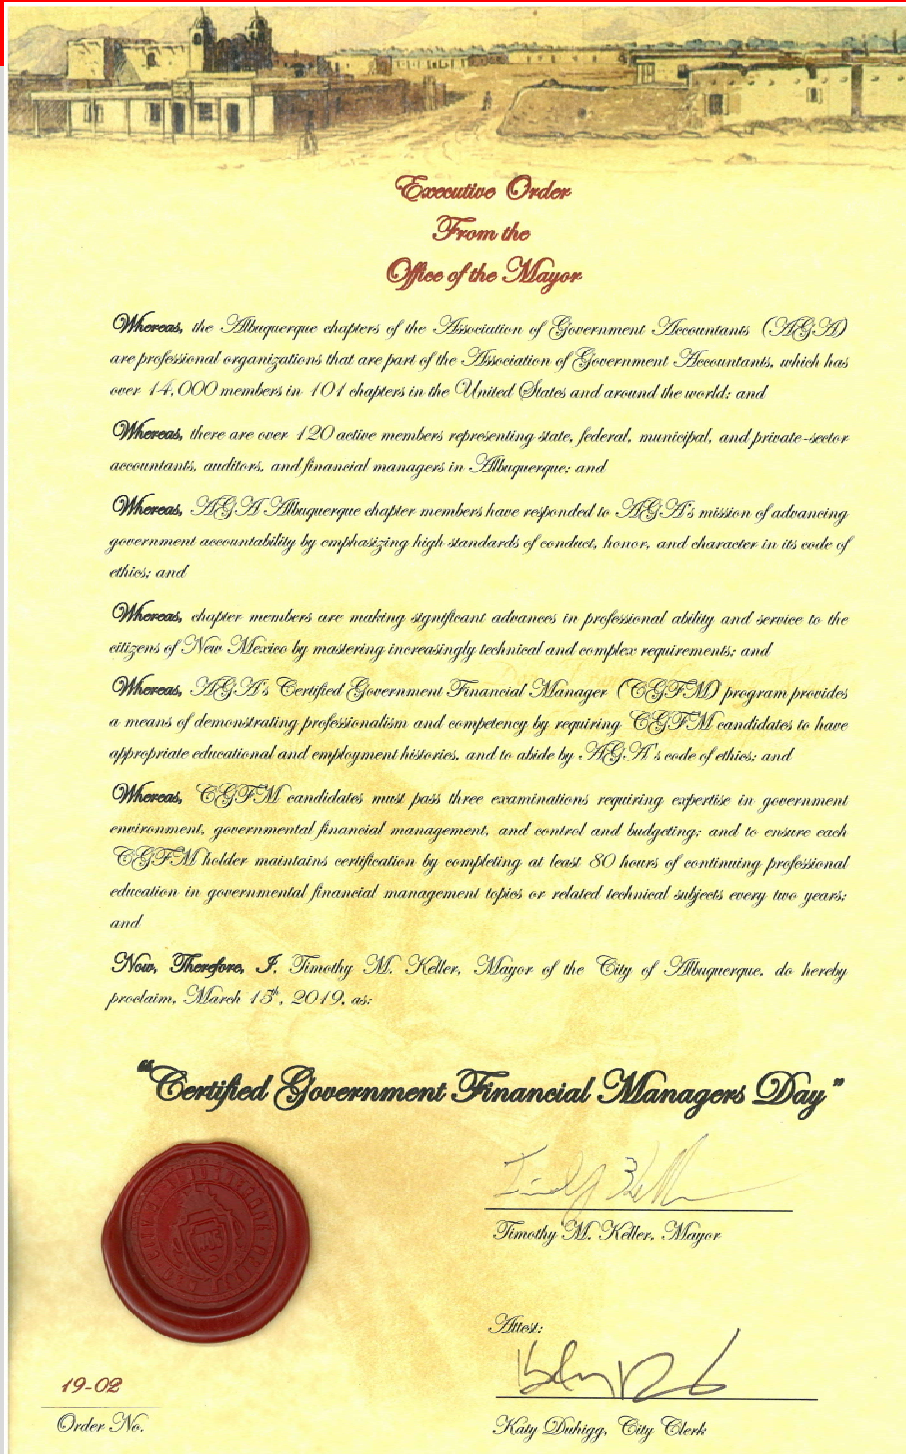 Executive Order
From the
Office of the Mayor
Whereas, the Albuquerque chapters of the Association of Government Accountants (AGA)
are professional organizations that are part of the Association of Government Accountants, which has
over 14,000 members in 101 chapters in the United States and around the world; and
Whereas, there are over 120 active members representing state, federal, municipal, and private-sector
accountants, auditors, and financial managers in Albuquerque; and
Whereas, AGA Albuquerque chapter members have responded to AGA's mission of advancing
government accountability by emphasizing high standards of conduct, honor, and character in its code of
ethics; and
Whereas, chapter members are making significant advances in professional ability and service to the
citizens of New Mexico by mastering increasingly technical and complex requirements; and
Whereas, AGA's Certified Government Financial Manager (CGFM) program provides
a means of demonstrating professionalism and competency by requiring CGFM candidates to have
appropriate educational and employment histories, and to abide by AGA's code of ethics; and
Whereas, CGFM candidates must pass three examinations requiring expertise in government
environment, governmental financial management, and control and budgeting; and to ensure each
CGFM holder maintains certification by completing at least 80 hours of continuing professional
education in governmental financial management topics or related technical subjects every two years;
and
Now, Therefore, I, Timothy M. Keller, Mayor of the City of Albuquerque, do hereby
proclaim, March 15th, 2019, as:
"Certified Government Financial Managers Day"
Timothy M. Keller, Mayor
Attest:
19-02
Order No.
Katy Duhigg, City Clerk